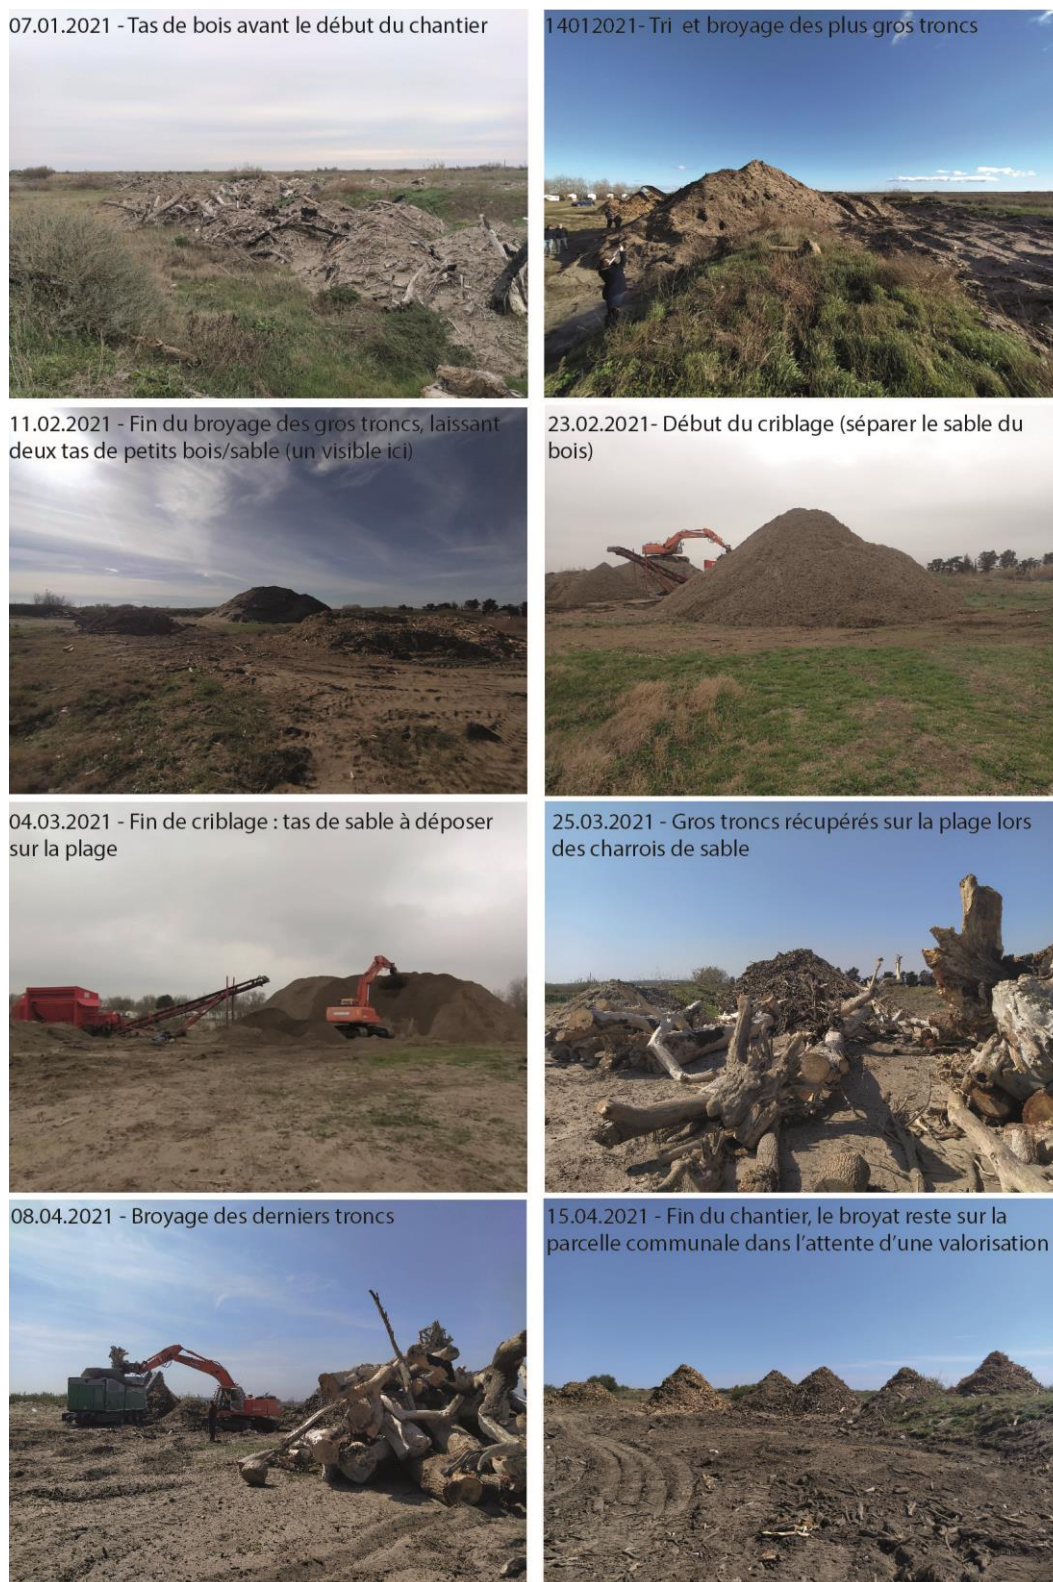 07.01.2021 - Tas de bois avant le début du chantier
14012021- Tri et broyage des plus gros troncs
11.02.2021 - Fin du broyage des gros troncs, laissant
deux tas de petits bois/sable (un visible ici)
23.02.2021- Début du criblage (séparer le sable du
bois)
04.03.2021 - Fin de criblage : tas de sable à déposer
sur la plage
25.03.2021 - Gros troncs récupérés sur la plage lors
des charrois de sable
08.04.2021 - Broyage des derniers troncs
15.04.2021 - Fin du chantier, le broyat reste sur la
parcelle communale dans l'attente d'une valorisation